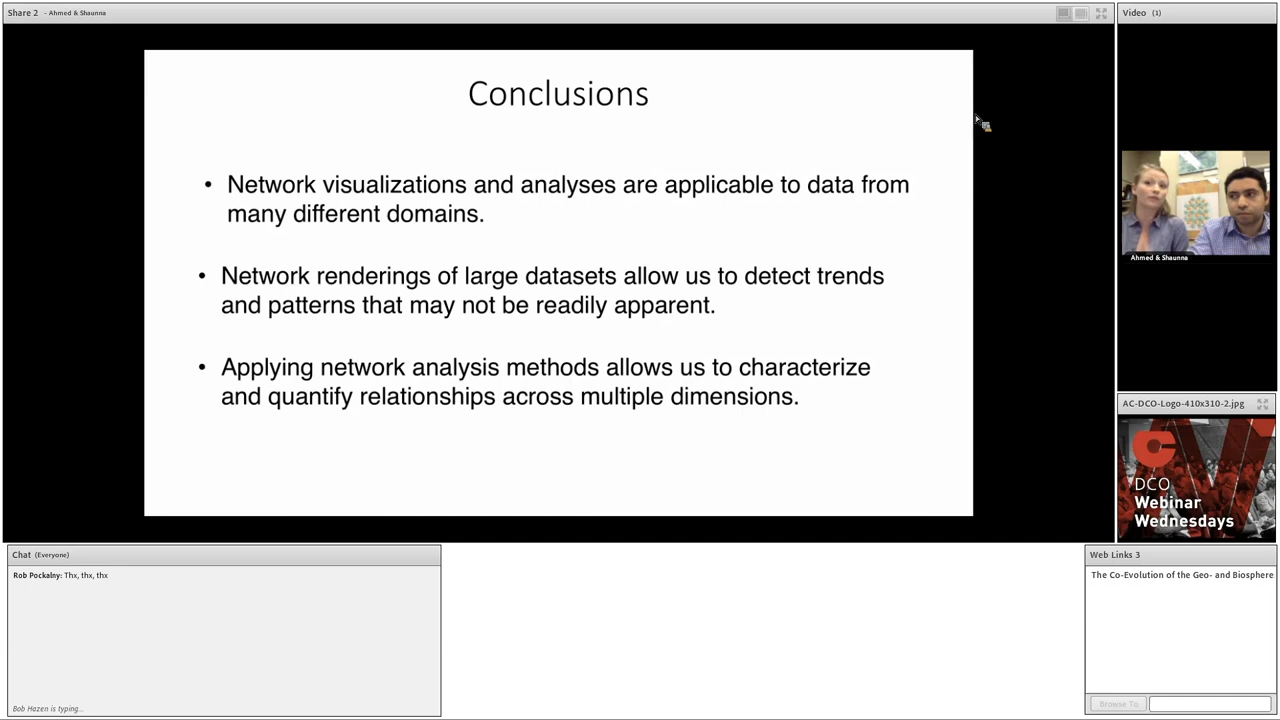 Share 2 - Ahmed & Shaunna
Video (1)
Conclusions
• Network visualizations and analyses are applicable to data from
many different domains.
• Network renderings of large datasets allow us to detect trends
and patterns that may not be readily apparent.
• Applying network analysis methods allows us to characterize
and quantify relationships across multiple dimensions.
Ahmed & Shaunna
AC-DCO-Logo-410x310-2.jpg
DCO
Webinar
Wednesdays
Chat (Everyone)
Rob Pockalny: Thx, thx, thx
Bob Hazen is typing...
Web Links 3
The Co-Evolution of the Geo- and Biosphere
Browse To